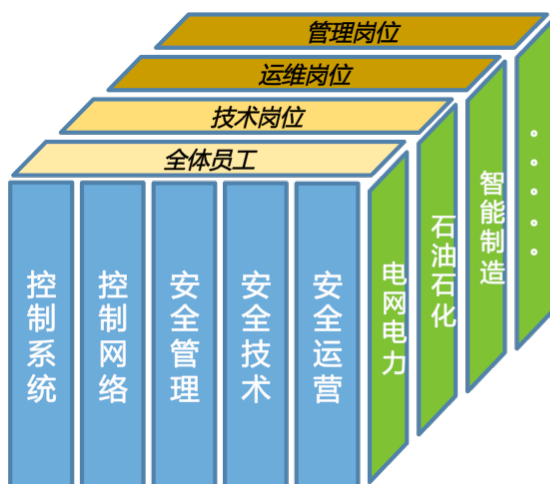 管理岗位
运维岗位
技术岗位
全体员工
控制系统
控制网络
安全管理
安全技术
安全运营
电网电力
石油石化
智能制造
。。。。。